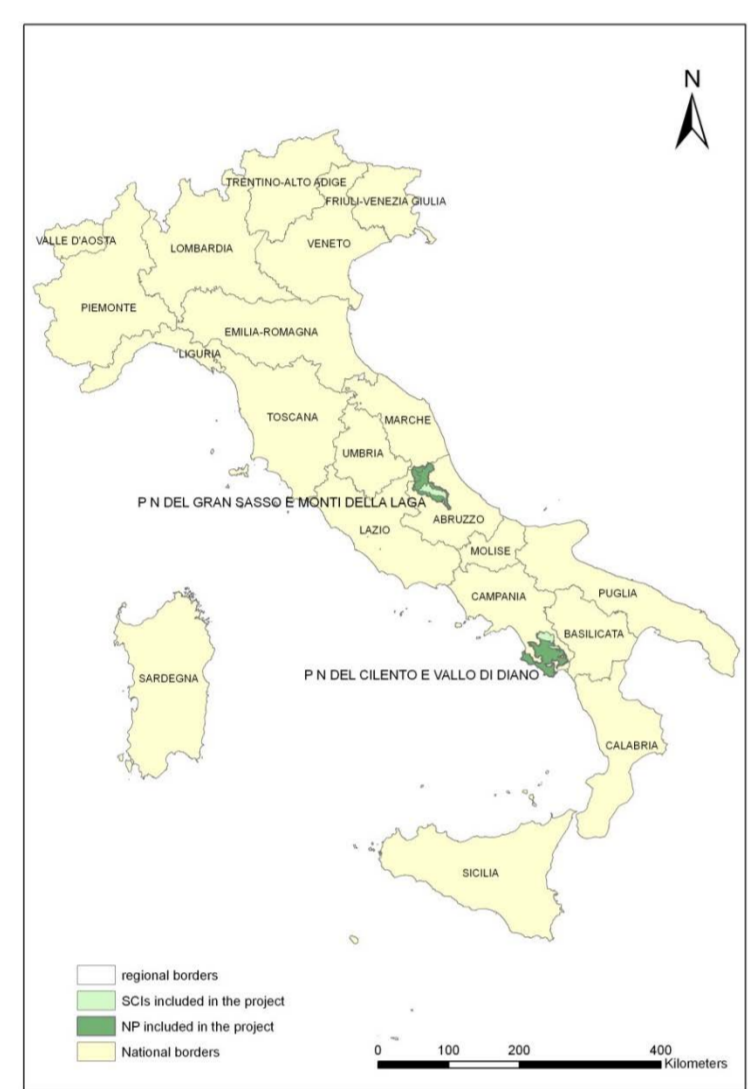 N
TRENTINO-ALTO ADIGE
FRIULI-VENEZIA GIULIA
VALLE D'AOSTA
LOMBARDIA
VENETO
PIEMONTE
EMILIA-ROMAGNA
LIGURIA
TOSCANA
MARCHE
UMBRIA
P N DEL GRAN SASSO E MONTI DELLA LAGA
ABRUZZO
LAZIO
MOLISE
CAMPANIA
PUGLIA
BASILICATA
P N DEL CILENTO E VALLO DI DIANO
SARDEGNA
CALABRIA
SICILIA
regional borders
SCIs included in the project
NP included in the project
National borders
0 100 200 400
Kilometers